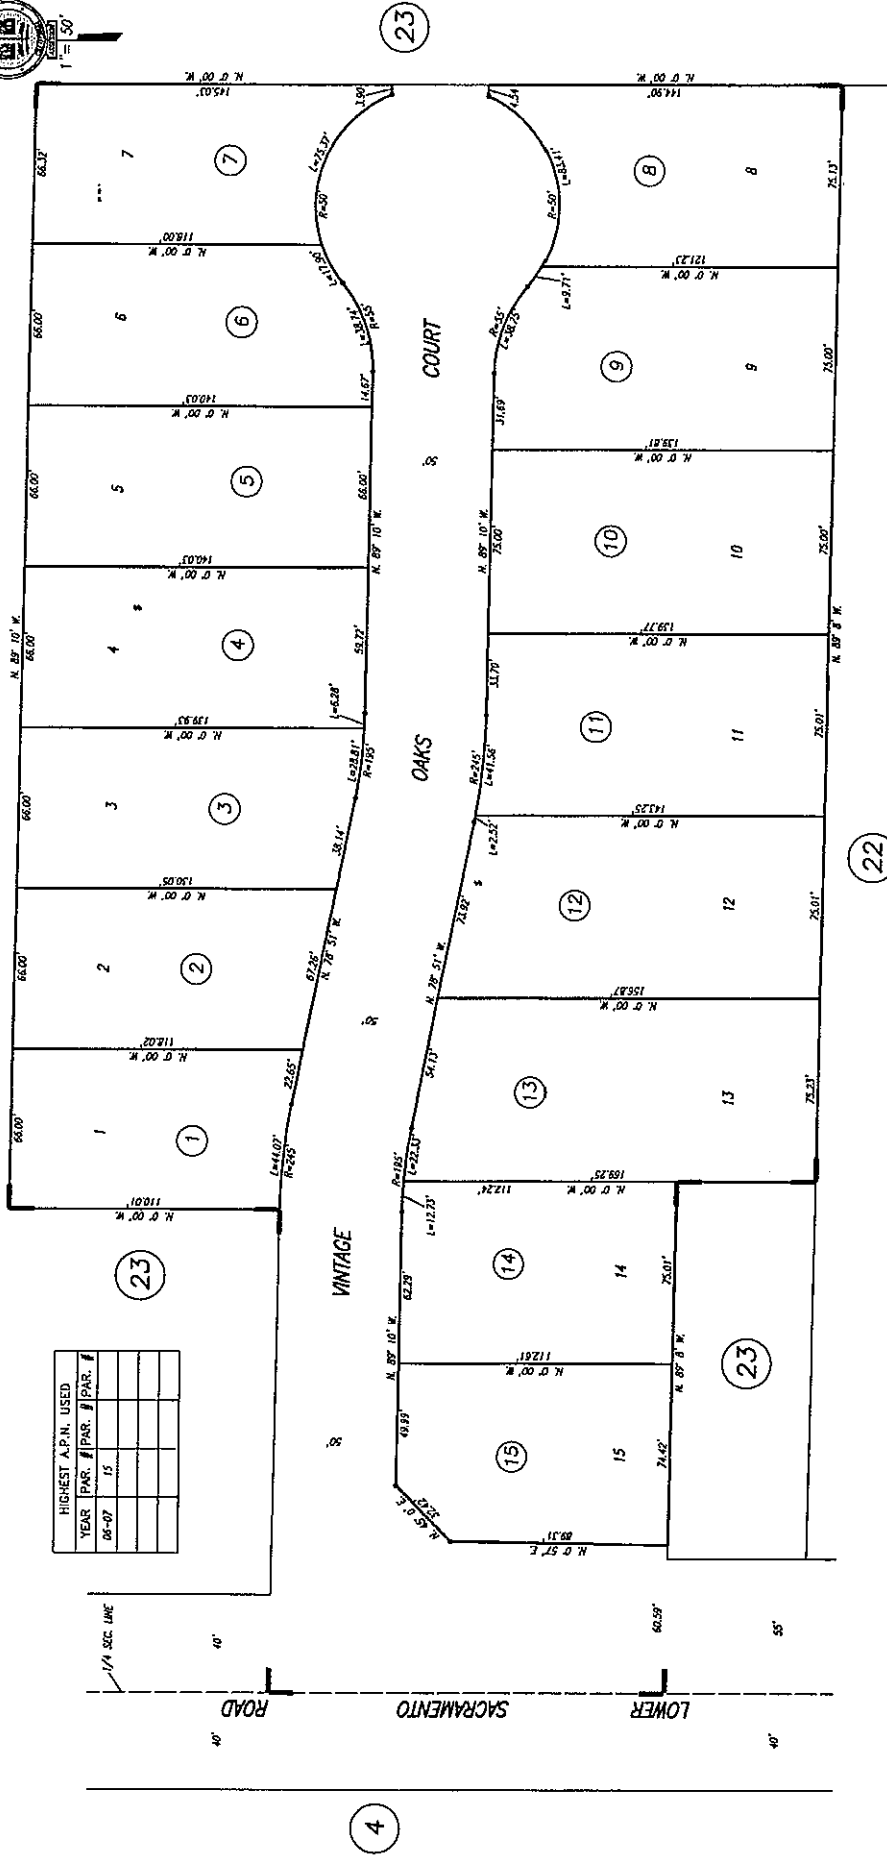 1" = 50'
23
N. 0° 00' W.
145.03'
3.90'
4.54
N. 0° 00' W.
144.90'
66.32'
7
7
118.00'
N. 0° 00' W.
L=75.37'
R=50'
L=17.90'
R=50'
L=83.41'
8
8
75.13'
121.23'
N. 0° 00' W.
L=9.71'
66.00'
6
6
L=38.74'
R=55'
14.67'
140.03'
N. 0° 00' W.
COURT
R=55'
L=38.75'
31.69'
9
9
75.00'
139.81'
N. 0° 00' W.
66.00'
5
5
66.00'
N. 89° 10' W.
140.03'
N. 0° 00' W.
50'
N. 89° 10' W.
75.00'
10
10
75.00'
N. 89° 8' W.
139.77'
N. 0° 00' W.
N. 89° 10' W.
66.00'
4
4
59.72'
L=6.28'
139.93'
N. 0° 00' W.
OAKS
33.70'
R=245'
L=41.56'
11
11
75.01'
143.25'
N. 0° 00' W.
66.00'
3
3
L=28.81'
R=195'
38.14'
130.05'
N. 0° 00' W.
L=2.52'
73.92'
N. 78° 51' W.
12
12
75.01'
22
156.87'
N. 0° 00' W.
66.00'
2
2
67.26'
N. 78° 51' W.
118.02'
N. 0° 00' W.
50'
54.73'
L=22.33'
R=195'
13
13
75.23'
169.25'
112.24'
N. 0° 00' W.
66.00'
1
1
22.65'
L=44.07'
R=245'
110.01'
N. 0° 00' W.
23
VINTAGE
L=12.73'
62.29'
N. 89° 10' W.
14
14
75.01'
N. 89° 8' W.
112.61'
N. 0° 00' W.
23
50'
49.99'
N. 45° 0' E.
32.42'
15
15
74.42'
89.31'
N. 0° 57' E.
HIGHEST A.P.N. USED
YEAR PAR. # PAR. # PAR. #
06-07 15
1/4 SEC. LINE
40'
60.59'
55'
LOWER
SACRAMENTO
ROAD
40'
40'
4